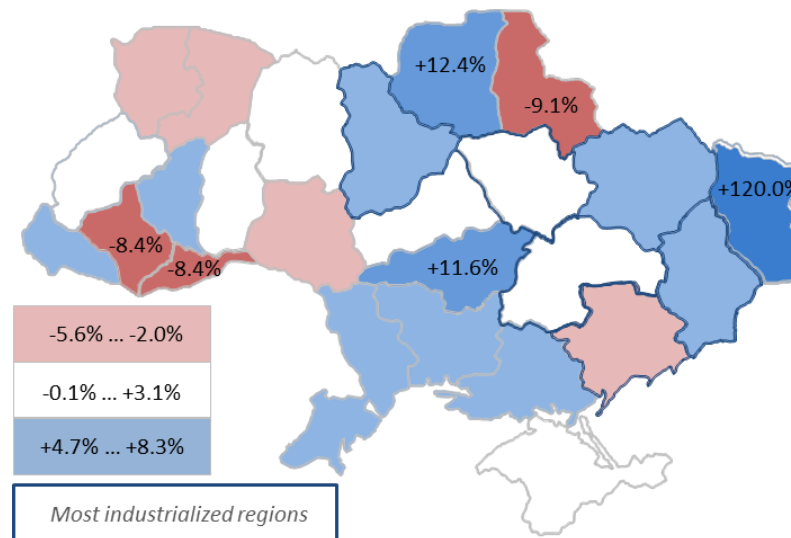 +12.4%
-9.1%
+120.0%
-8.4%
-8.4%
+11.6%
-5.6% ... -2.0%
-0.1% ... +3.1%
+4.7% ... +8.3%
Most industrialized regions